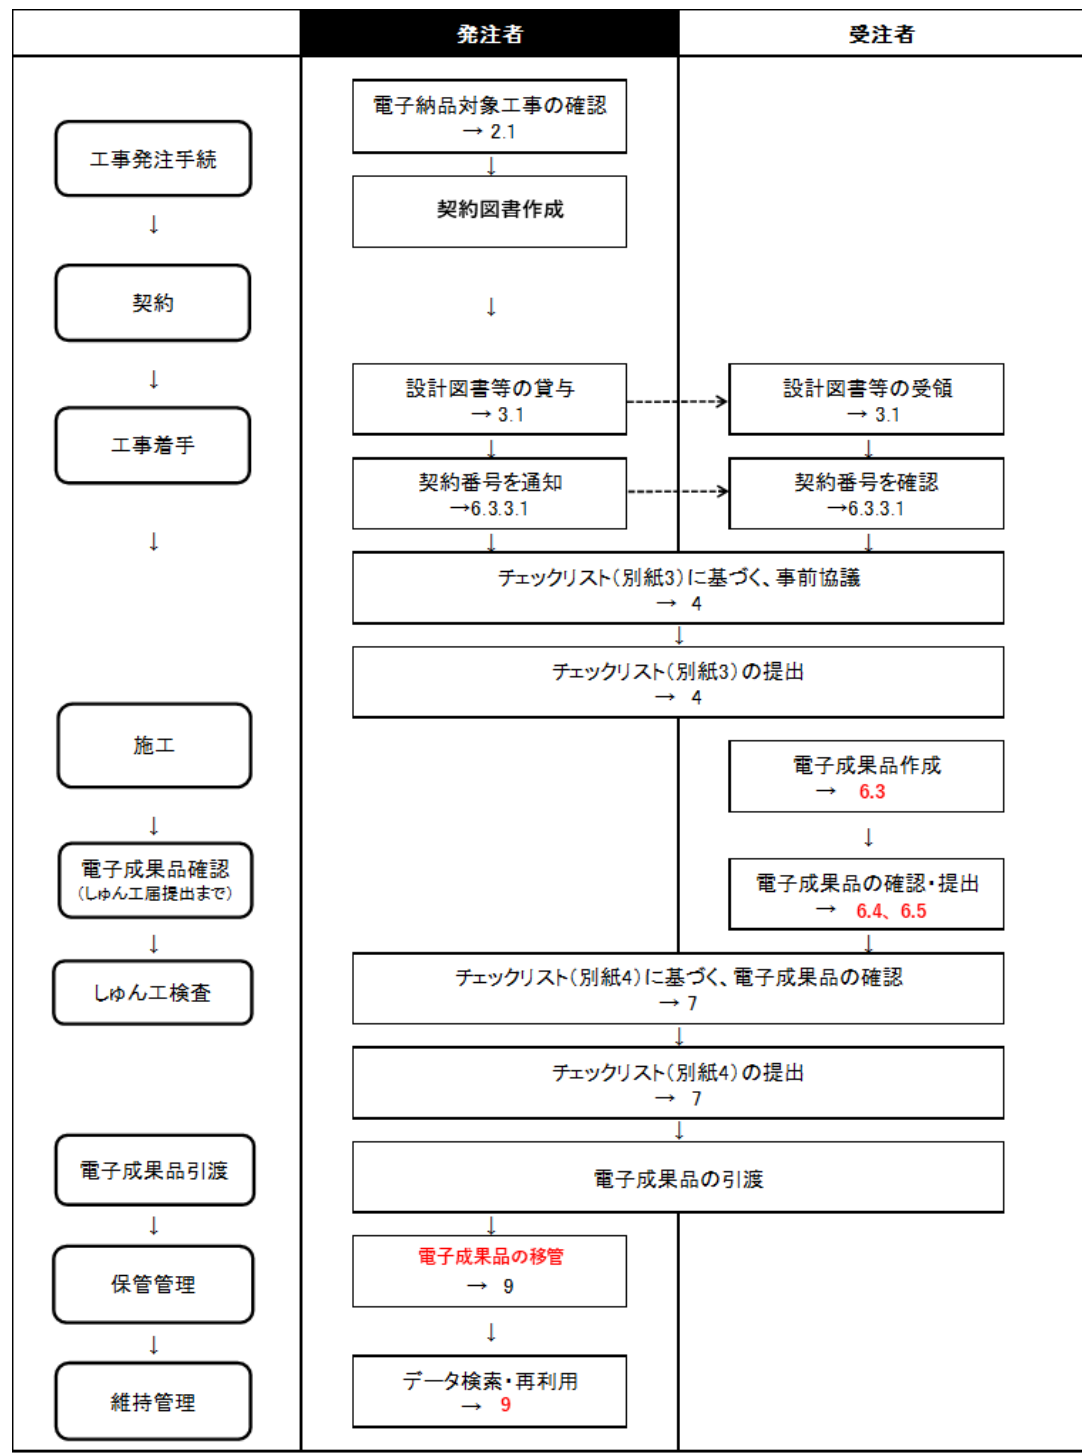 発注者
受注者
電子納品対象工事の確認
→ 2.1
工事発注手続
↓
契約図書作成
↓
契約
↓
↓
設計図書等の貸与
→ 3.1
設計図書等の受領
→ 3.1
工事着手
↓
↓
↓
契約番号を通知
→6.3.3.1
契約番号を確認
→6.3.3.1
↓
↓
↓
チェックリスト(別紙3)に基づく、事前協議
→ 4
↓
チェックリスト(別紙3)の提出
→ 4
施工
電子成果品作成
→ 6.3
↓
↓
電子成果品確認
(しゅん工届提出まで)
電子成果品の確認・提出
→ 6.4、6.5
↓
↓
しゅん工検査
チェックリスト(別紙4)に基づく、電子成果品の確認
→ 7
↓
チェックリスト(別紙4)の提出
→ 7
↓
電子成果品引渡
電子成果品の引渡
↓
↓
保管管理
電子成果品の移管
→ 9
↓
↓
維持管理
データ検索・再利用
→ 9